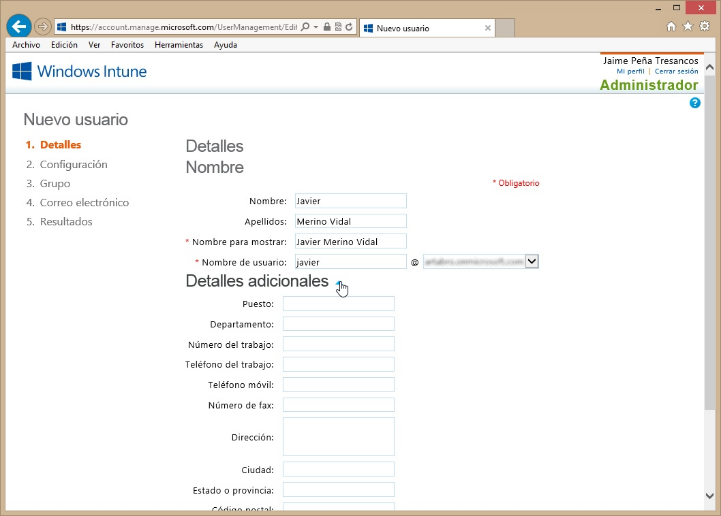 https://account.manage.microsoft.com/UserManagement/Edi
Nuevo usuario
Archivo Edición Ver Favoritos Herramientas Ayuda
Windows Intune
Jaime Peña Tresancos
Mi perfil | Cerrar sesión
Administrador
Nuevo usuario
1. Detalles
2. Configuración
3. Grupo
4. Correo electrónico
5. Resultados
Detalles
Nombre
* Obligatorio
Nombre: Javier
Apellidos: Merino Vidal
* Nombre para mostrar: Javier Merino Vidal
* Nombre de usuario: javier @
Detalles adicionales
Puesto:
Departamento:
Número del trabajo:
Teléfono del trabajo:
Teléfono móvil:
Número de fax:
Dirección:
Ciudad:
Estado o provincia:
Código postal: